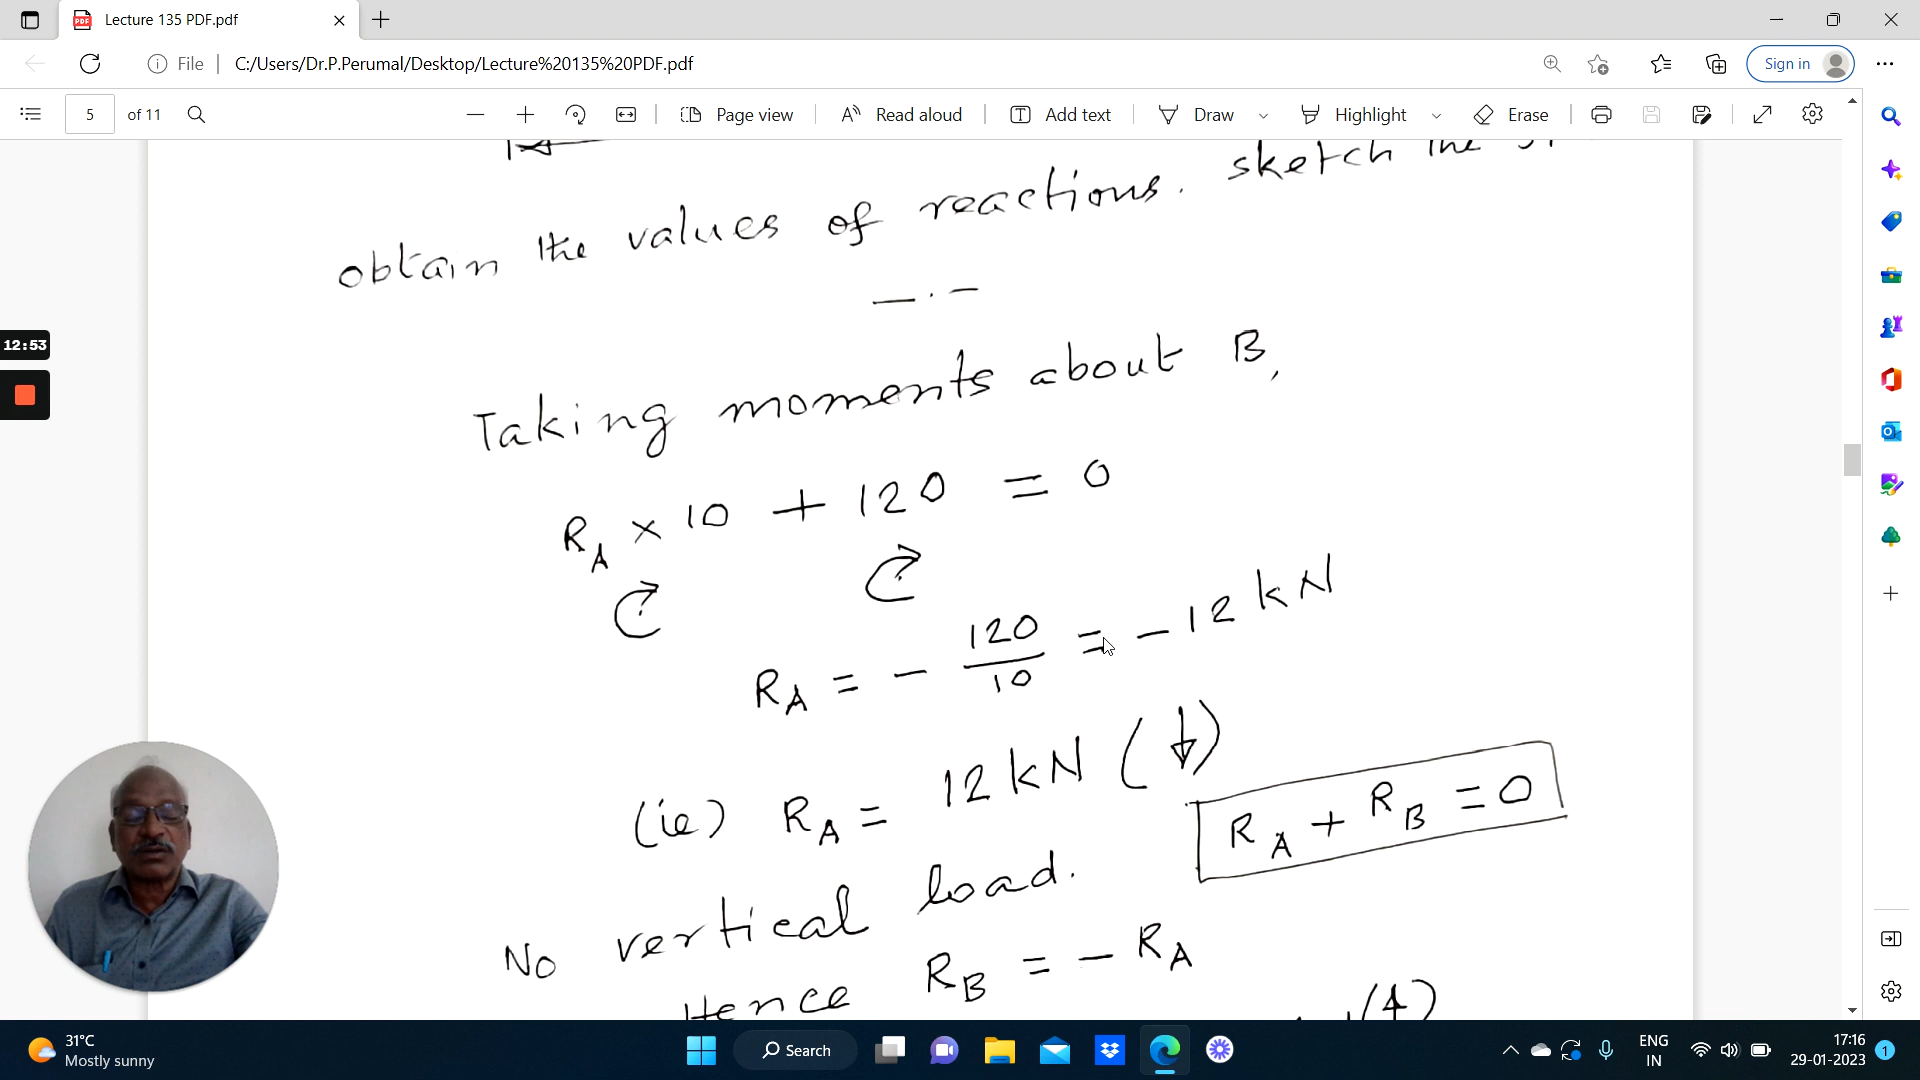 Lecture 135 PDF.pdf
File
C:/Users/Dr.P.Perumal/Desktop/Lecture%20135%20PDF.pdf
Sign in
5 of 11
Page view
Read aloud
Add text
Draw
Highlight
Erase
sketch the
obtain the values of reactions.
12:53
Taking moments about B,
R_A × 10 + 120 = 0
R_A = - 120/10 = - 12 kN
(ie) R_A = 12 kN (↓)
R_A + R_B = 0
No vertical load.
Hence R_B = - R_A
31°C
Mostly sunny
Search
ENG
IN
17:16
29-01-2023
1